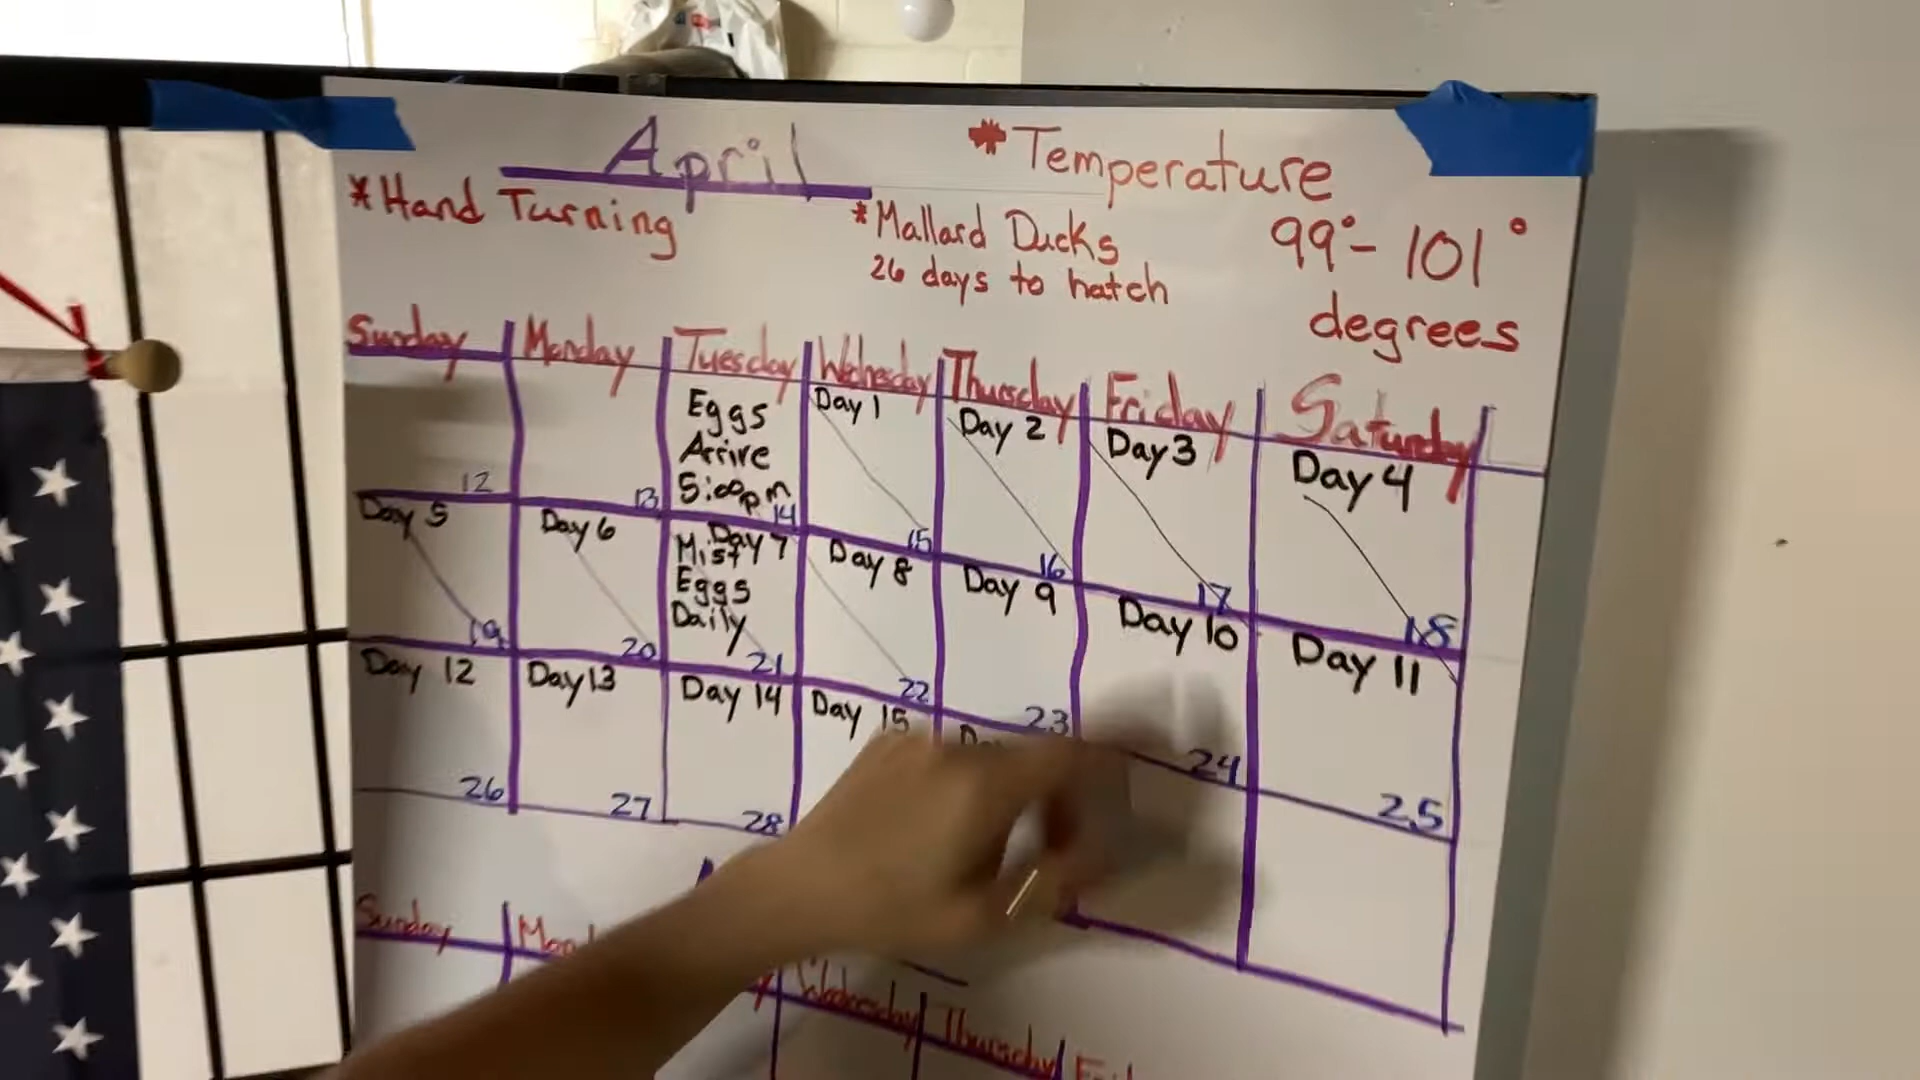 April
*Temperature
*Hand Turning
*Mallard Ducks
26 days to hatch
99°- 101°
degrees
Sunday Monday Tuesday Wednesday Thursday Friday Saturday
12
13
Eggs
Arrive
5:00pm
14
Day 1
15
Day 2
16
Day 3
17
Day 4
18
Day 5
19
Day 6
20
Day 7
Mist
Eggs
Daily
21
Day 8
22
Day 9
23
Day 10
24
Day 11
25
Day 12
26
Day 13
27
Day 14
28
Day 15
Sunday Wednesday Thursday